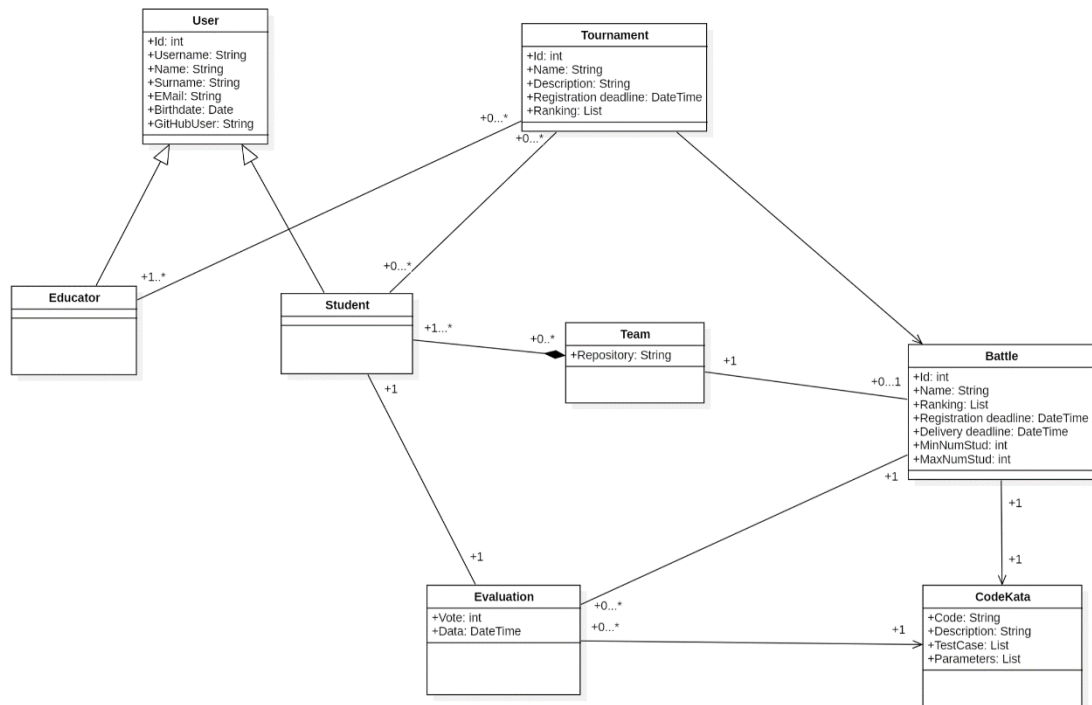 User
+Id: int
+Username: String
+Name: String
+Surname: String
+EMail: String
+Birthdate: Date
+GitHubUser: String
Tournament
+Id: int
+Name: String
+Description: String
+Registration deadline: DateTime
+Ranking: List
+0...*
+0...*
+1..*
+0...*
Educator
Student
+1...*
+0..*
Team
+Repository: String
+1
+0...1
Battle
+Id: int
+Name: String
+Ranking: List
+Registration deadline: DateTime
+Delivery deadline: DateTime
+MinNumStud: int
+MaxNumStud: int
+1
+1
+1
+1
+1
Evaluation
+Vote: int
+Data: DateTime
+0...*
+0...*
+1
CodeKata
+Code: String
+Description: String
+TestCase: List
+Parameters: List